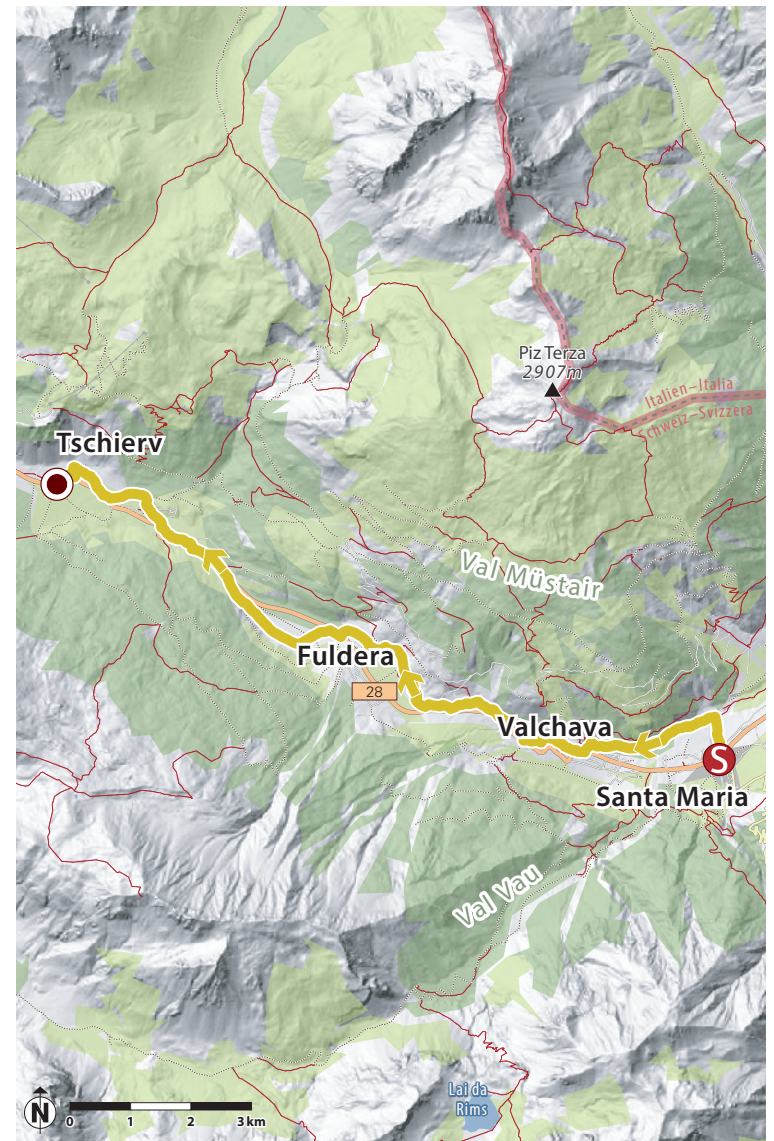 Piz Terza
2907m
Italien–Italia
Schweiz–Svizzera
Tschierv
Val Müstair
Fuldera
28
Valchava
S
Santa Maria
Val Vau
Lai da
Rims
N
0 1 2 3 km